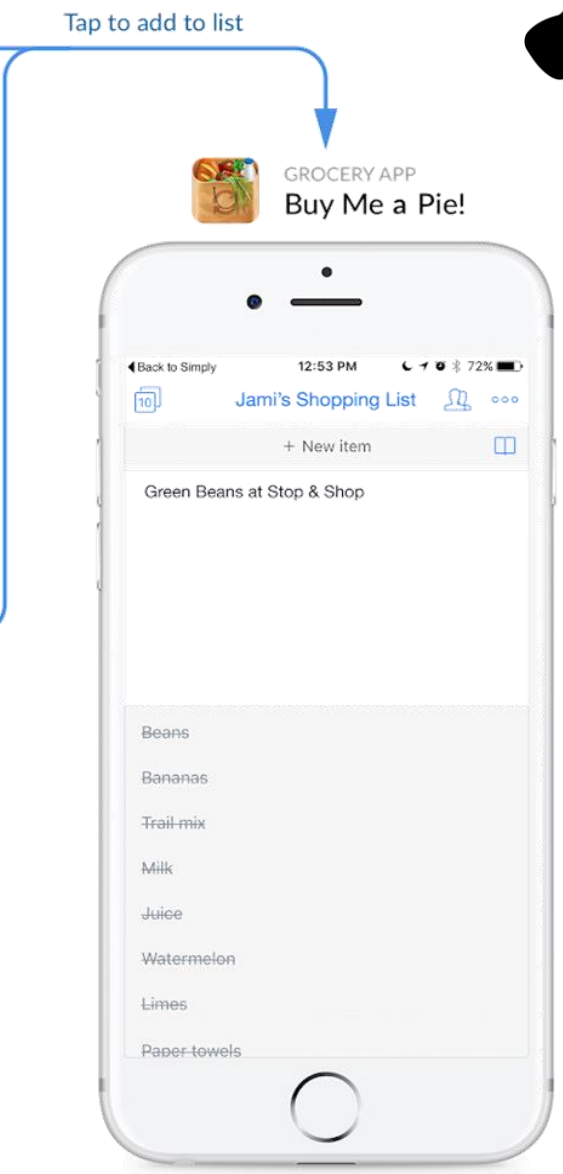 Tap to add to list
GROCERY APP
Buy Me a Pie!
Back to Simply 12:53 PM 72%
10 Jami's Shopping List
+ New item
Green Beans at Stop & Shop
Beans
Bananas
Trail mix
Milk
Juice
Watermelon
Limes
Paper towels